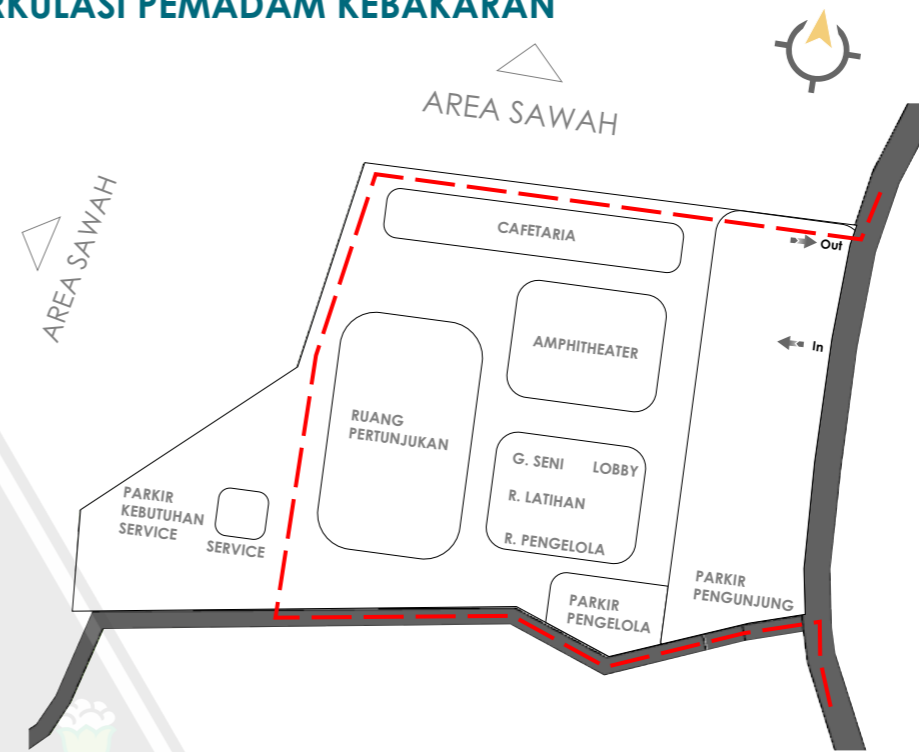 RKULASI PEMADAM KEBAKARAN
AREA SAWAH
AREA SAWAH
CAFETARIA
Out
AMPHITHEATER
In
RUANG
PERTUNJUKAN
G. SENI LOBBY
R. LATIHAN
R. PENGELOLA
PARKIR
KEBUTUHAN
SERVICE
SERVICE
PARKIR
PENGELOLA
PARKIR
PENGUNJUNG